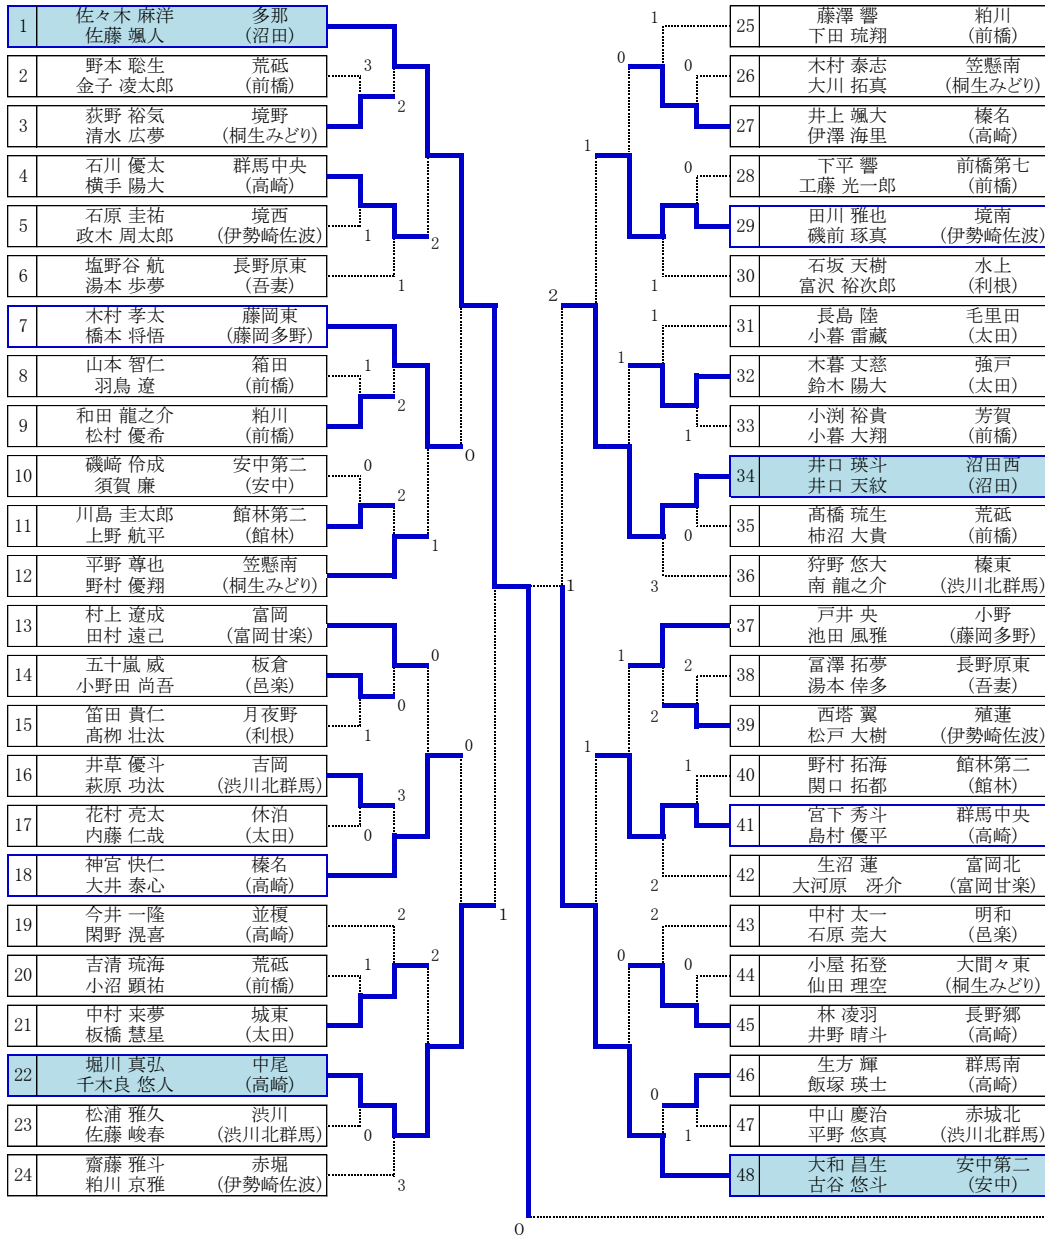 1 佐々木 麻洋 多那
佐藤 颯人 (沼田)
2 野本 聡生 荒砥
金子 凌太郎 (前橋)
3 荻野 裕気 境野
清水 広夢 (桐生みどり)
4 石川 優太 群馬中央
横手 陽大 (高崎)
5 石原 圭祐 境西
政木 周太郎 (伊勢崎佐波)
6 塩野谷 航 長野原東
湯本 歩夢 (吾妻)
7 木村 孝太 藤岡東
橋本 将悟 (藤岡多野)
8 山本 智仁 箱田
羽鳥 遼 (前橋)
9 和田 龍之介 粕川
松村 優希 (前橋)
10 磯﨑 伶成 安中第二
須賀 廉 (安中)
11 川島 圭太郎 館林第二
上野 航平 (館林)
12 平野 尊也 笠懸南
野村 優翔 (桐生みどり)
13 村上 遼成 富岡
田村 遠己 (富岡甘楽)
14 五十嵐 威 板倉
小野田 尚吾 (邑楽)
15 笛田 貴仁 月夜野
髙栁 壮汰 (利根)
16 井草 優斗 吉岡
萩原 功汰 (渋川北群馬)
17 花村 亮太 休泊
内藤 仁哉 (太田)
18 神宮 快仁 榛名
大井 泰心 (高崎)
19 今井 一隆 並榎
関野 滉喜 (高崎)
20 吉清 琉海 荒砥
小沼 顕祐 (前橋)
21 中村 来夢 城東
板橋 慧星 (太田)
22 堀川 真弘 中尾
千木良 悠人 (高崎)
23 松浦 雅久 渋川
佐藤 峻春 (渋川北群馬)
24 齋藤 雅斗 赤堀
粕川 京雅 (伊勢崎佐波)
3
2
1
2
1
1
2
0
0
2
1
0
0
1
0
3
0
2
1
2
1
0
3
0
1
2
25 藤澤 響 粕川
下田 琉翔 (前橋)
26 木村 泰志 笠懸南
大川 拓真 (桐生みどり)
27 井上 颯大 榛名
伊澤 海里 (高崎)
28 下平 響 前橋第七
工藤 光一郎 (前橋)
29 田川 雅也 境南
磯前 琢真 (伊勢崎佐波)
30 石坂 天樹 水上
富沢 裕次郎 (利根)
31 長島 陸 毛里田
小暮 雷藏 (太田)
32 木暮 丈慈 強戸
鈴木 陽大 (太田)
33 小渕 裕貴 芳賀
小暮 大翔 (前橋)
34 井口 瑛斗 沼田西
井口 天紋 (沼田)
35 髙橋 琉生 荒砥
柿沼 大貴 (前橋)
36 狩野 悠大 榛東
南 龍之介 (渋川北群馬)
37 戸井 央 小野
池田 風雅 (藤岡多野)
38 冨澤 拓夢 長野原東
湯本 倖多 (吾妻)
39 西塔 翼 殖蓮
松戸 大樹 (伊勢崎佐波)
40 野村 拓海 館林第二
関口 拓都 (館林)
41 宮下 秀斗 群馬中央
島村 優平 (高崎)
42 生沼 蓮 富岡北
大河原 冴介 (富岡甘楽)
43 中村 太一 明和
石原 莞大 (邑楽)
44 小屋 拓登 大間々東
仙田 理空 (桐生みどり)
45 林 凌羽 長野郷
井野 晴斗 (高崎)
46 生方 輝 群馬南
飯塚 瑛士 (高崎)
47 中山 慶治 赤城北
平野 悠真 (渋川北群馬)
48 大和 昌生 安中第二
古谷 悠斗 (安中)
1
0
0
1
0
1
1
1
1
0
3
1
2
2
1
1
2
2
0
0
0
1